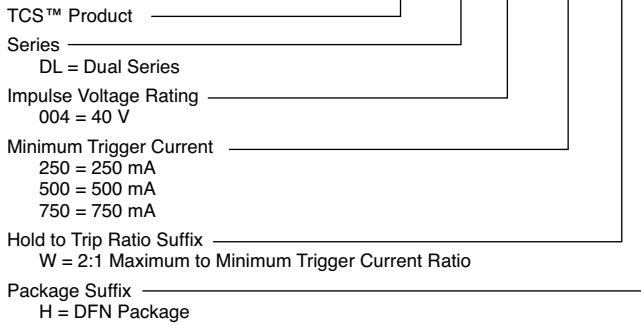 TCS™ Product
Series
DL = Dual Series
Impulse Voltage Rating
004 = 40 V
Minimum Trigger Current
250 = 250 mA
500 = 500 mA
750 = 750 mA
Hold to Trip Ratio Suffix
W = 2:1 Maximum to Minimum Trigger Current Ratio
Package Suffix
H = DFN Package